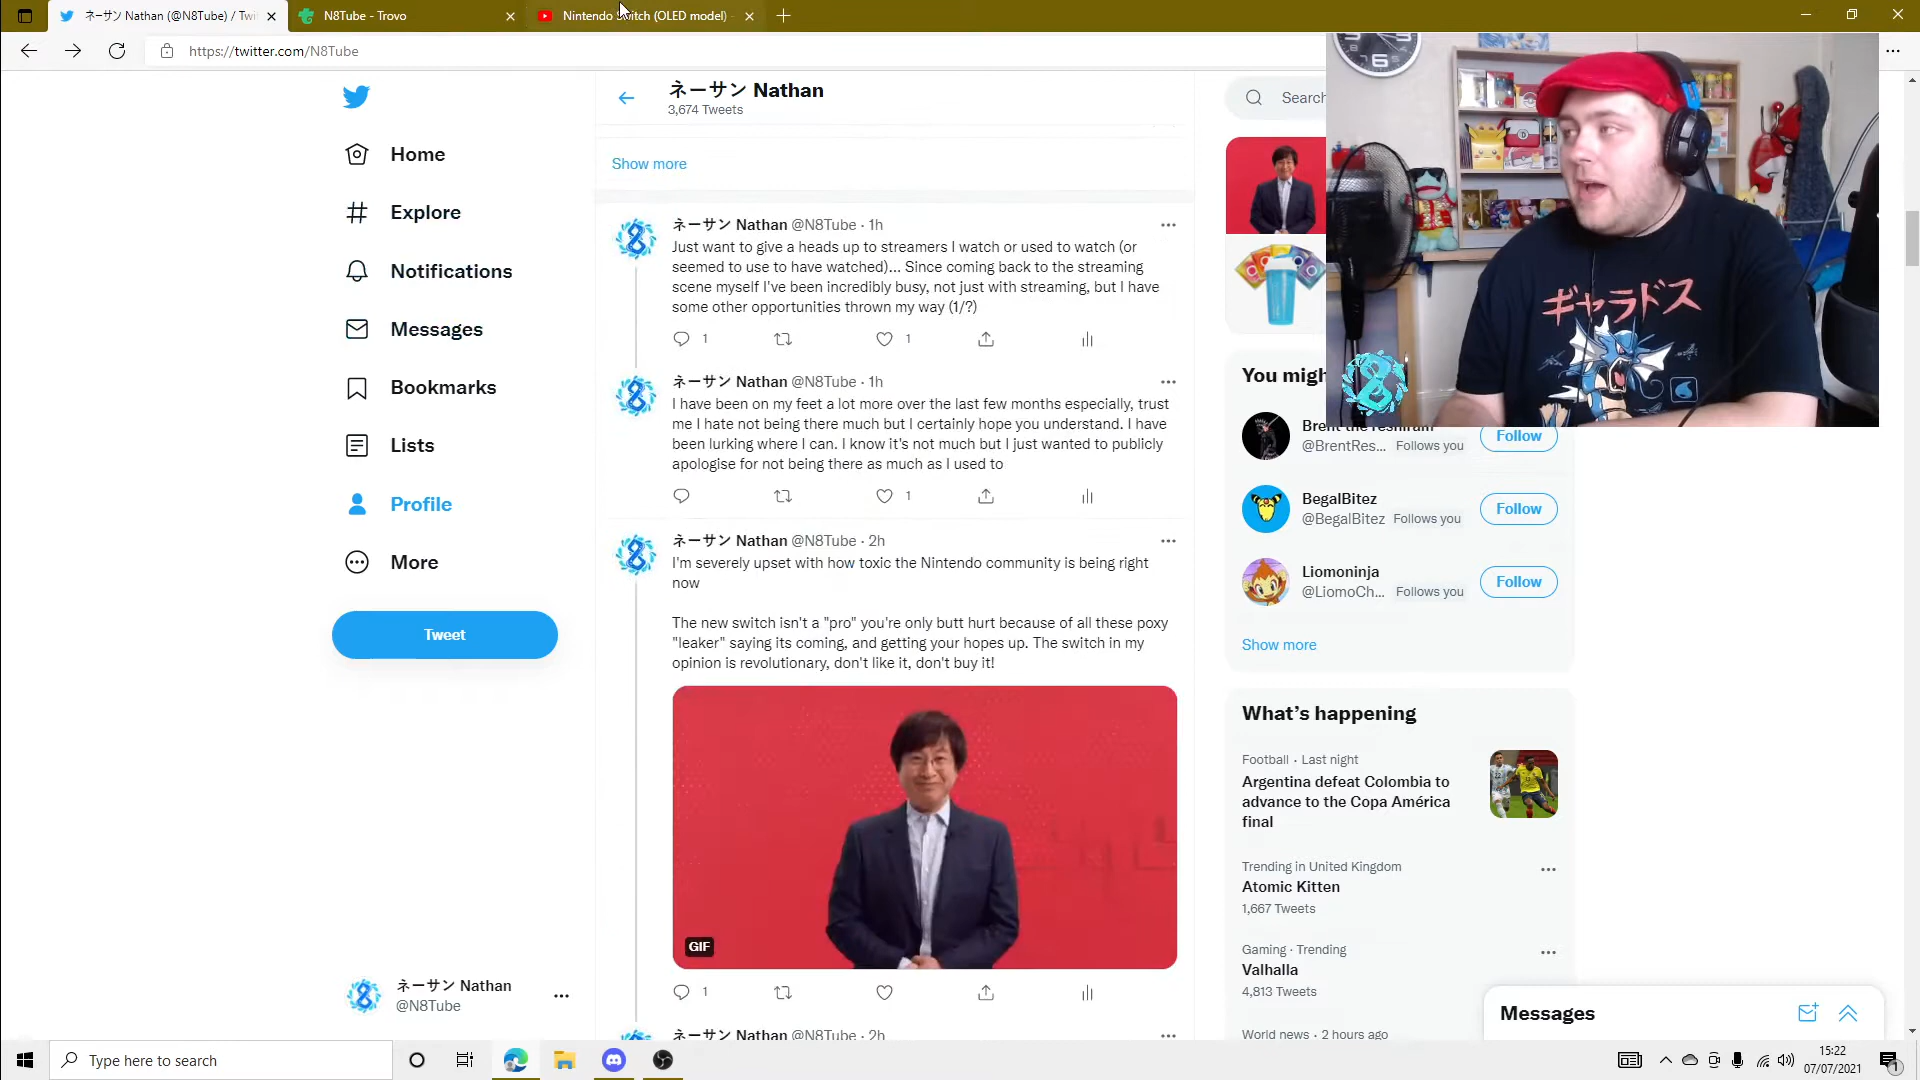 ネーサン Nathan (@N8Tube) / Twi
N8Tube - Trovo
Nintendo Switch (OLED model) -
https://twitter.com/N8Tube
Home
Explore
Notifications
Messages
Bookmarks
Lists
Profile
More
Tweet
ネーサン Nathan
@N8Tube
ネーサン Nathan
3,674 Tweets
Show more
ネーサン Nathan @N8Tube · 1h
Just want to give a heads up to streamers I watch or used to watch (or
seemed to use to have watched)... Since coming back to the streaming
scene myself I've been incredibly busy, not just with streaming, but I have
some other opportunities thrown my way (1/?)
1
1
ネーサン Nathan @N8Tube · 1h
I have been on my feet a lot more over the last few months especially, trust
me I hate not being there much but I certainly hope you understand. I have
been lurking where I can. I know it's not much but I just wanted to publicly
apologise for not being there as much as I used to
1
ネーサン Nathan @N8Tube · 2h
I'm severely upset with how toxic the Nintendo community is being right
now
The new switch isn't a "pro" you're only butt hurt because of all these poxy
"leaker" saying its coming, and getting your hopes up. The switch in my
opinion is revolutionary, don't like it, don't buy it!
GIF
1
ネーサン Nathan @N8Tube · 2h
Search
6
ギャラドス
8
You migh
Brent the reshiram
@BrentRes... Follows you
Follow
BegalBitez
@BegalBitez Follows you
Follow
Liomoninja
@LiomoCh... Follows you
Follow
Show more
What's happening
Football · Last night
Argentina defeat Colombia to
advance to the Copa América
final
Trending in United Kingdom
Atomic Kitten
1,667 Tweets
Gaming · Trending
Valhalla
4,813 Tweets
World news · 2 hours ago
Messages
Type here to search
15:22
07/07/2021
1